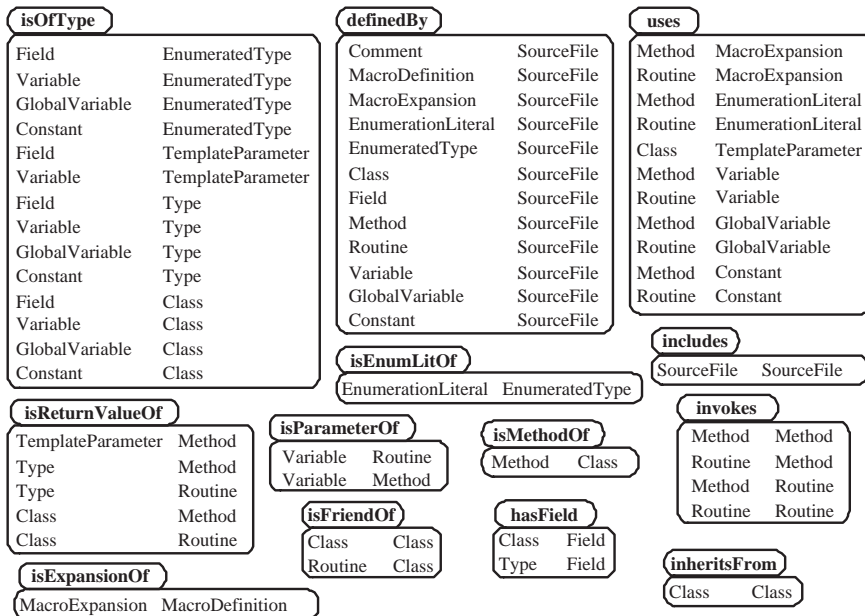 isOfType
Field EnumeratedType
Variable EnumeratedType
GlobalVariable EnumeratedType
Constant EnumeratedType
Field TemplateParameter
Variable TemplateParameter
Field Type
Variable Type
GlobalVariable Type
Constant Type
Field Class
Variable Class
GlobalVariable Class
Constant Class
definedBy
Comment SourceFile
MacroDefinition SourceFile
MacroExpansion SourceFile
EnumerationLiteral SourceFile
EnumeratedType SourceFile
Class SourceFile
Field SourceFile
Method SourceFile
Routine SourceFile
Variable SourceFile
GlobalVariable SourceFile
Constant SourceFile
uses
Method MacroExpansion
Routine MacroExpansion
Method EnumerationLiteral
Routine EnumerationLiteral
Class TemplateParameter
Method Variable
Routine Variable
Method GlobalVariable
Routine GlobalVariable
Method Constant
Routine Constant
isEnumLitOf
EnumerationLiteral EnumeratedType
includes
SourceFile SourceFile
isReturnValueOf
TemplateParameter Method
Type Method
Type Routine
Class Method
Class Routine
isParameterOf
Variable Routine
Variable Method
isMethodOf
Method Class
invokes
Method Method
Routine Method
Method Routine
Routine Routine
isFriendOf
Class Class
Routine Class
hasField
Class Field
Type Field
inheritsFrom
Class Class
isExpansionOf
MacroExpansion MacroDefinition